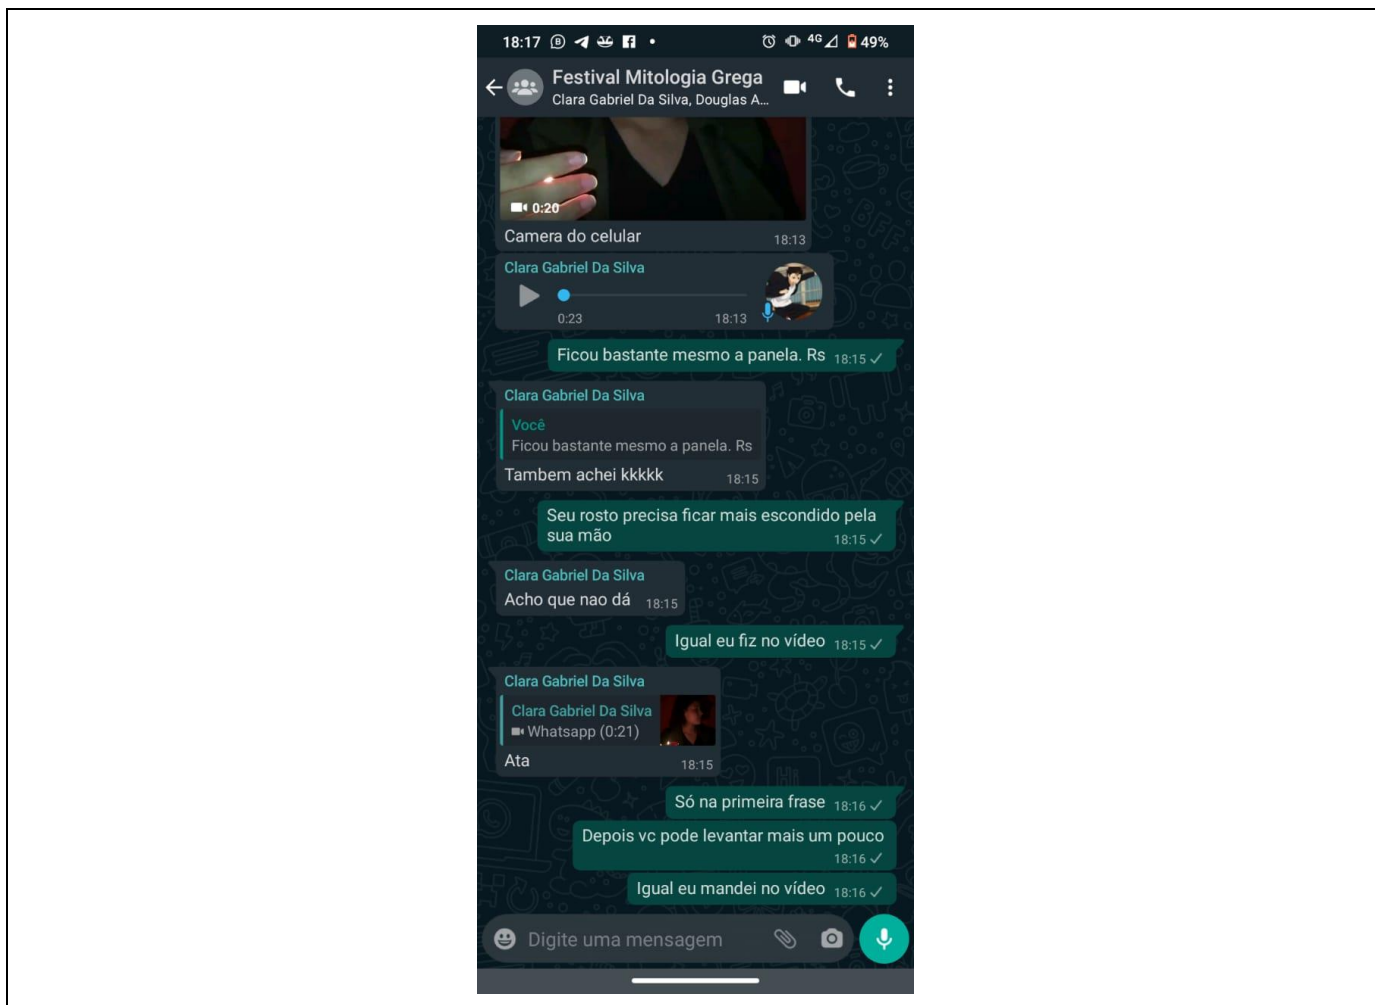 18:17 49%
4G
Festival Mitologia Grega
Clara Gabriel Da Silva, Douglas A...
0:20
Camera do celular 18:13
Clara Gabriel Da Silva
0:23 18:13
Ficou bastante mesmo a panela. Rs 18:15
Clara Gabriel Da Silva
Você
Ficou bastante mesmo a panela. Rs
Tambem achei kkkkk 18:15
Seu rosto precisa ficar mais escondido pela
sua mão 18:15
Clara Gabriel Da Silva
Acho que nao dá 18:15
Igual eu fiz no vídeo 18:15
Clara Gabriel Da Silva
Clara Gabriel Da Silva
Whatsapp (0:21)
Ata 18:15
Só na primeira frase 18:16
Depois vc pode levantar mais um pouco
18:16
Igual eu mandei no vídeo 18:16
Digite uma mensagem